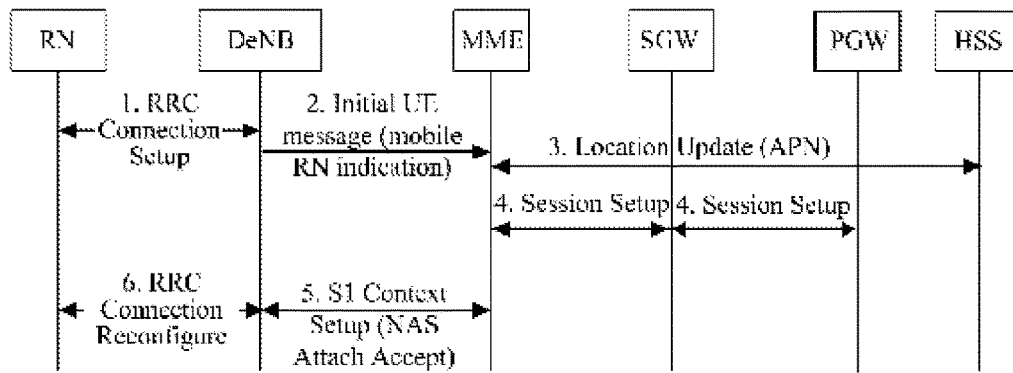 RN DeNB MME SGW PGW HSS
1. RRC
Connection
Setup
2. Initial UE
message (mobile
RN indication)
3. Location Update (APN)
4. Session Setup
4. Session Setup
6. RRC
Connection
Reconfigure
5. S1 Context
Setup (NAS
Attach Accept)